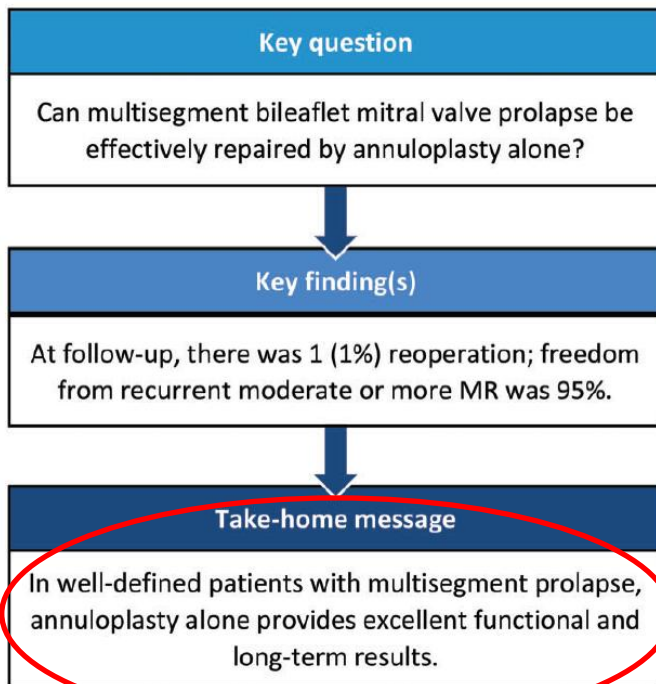 Key question
Can multisegment bileaflet mitral valve prolapse be
effectively repaired by annuloplasty alone?
Key finding(s)
At follow-up, there was 1 (1%) reoperation; freedom
from recurrent moderate or more MR was 95%.
Take-home message
In well-defined patients with multisegment prolapse,
annuloplasty alone provides excellent functional and
long-term results.